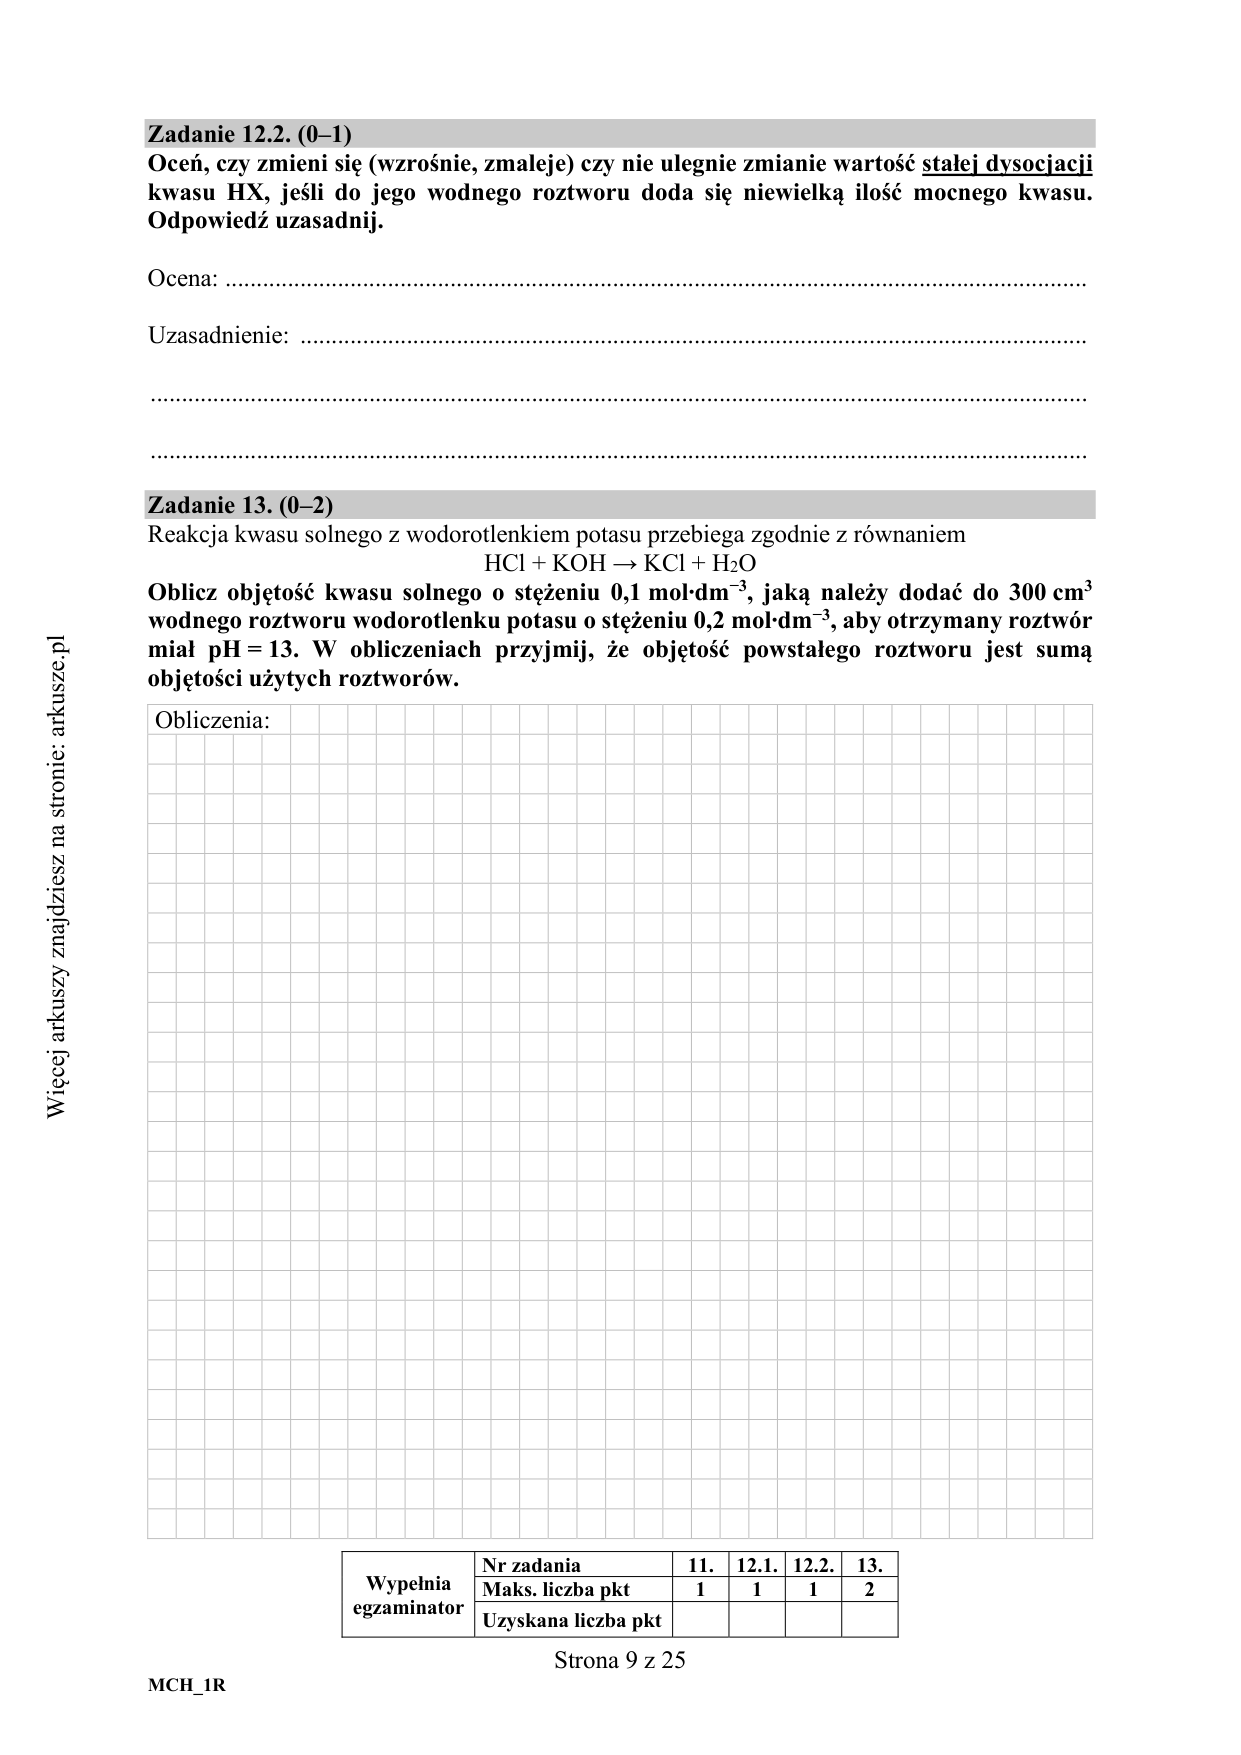 Zadanie 12.2. (0–1)
Oceń, czy zmieni się (wzrośnie, zmaleje) czy nie ulegnie zmianie wartość stałej dysocjacji
kwasu HX, jeśli do jego wodnego roztworu doda się niewielką ilość mocnego kwasu.
Odpowiedź uzasadnij.
Ocena: ..........................................................................................................................................
Uzasadnienie: ..............................................................................................................................
......................................................................................................................................................
......................................................................................................................................................
Zadanie 13. (0–2)
Reakcja kwasu solnego z wodorotlenkiem potasu przebiega zgodnie z równaniem
HCl + KOH → KCl + H₂O
Oblicz objętość kwasu solnego o stężeniu 0,1 mol·dm⁻³, jaką należy dodać do 300 cm³
wodnego roztworu wodorotlenku potasu o stężeniu 0,2 mol·dm⁻³, aby otrzymany roztwór
miał pH = 13. W obliczeniach przyjmij, że objętość powstałego roztworu jest sumą
objętości użytych roztworów.
Obliczenia:
Więcej arkuszy znajdziesz na stronie: arkusze.pl
Wypełnia
egzaminator
Nr zadania 11. 12.1. 12.2. 13.
Maks. liczba pkt 1 1 1 2
Uzyskana liczba pkt
Strona 9 z 25
MCH_1R